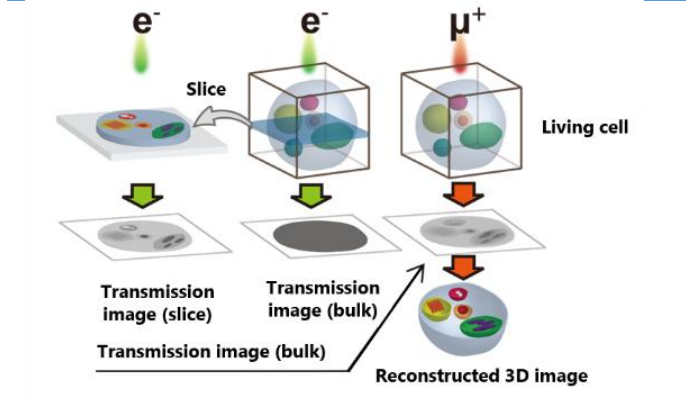 e⁻
e⁻
μ⁺
Slice
Living cell
Transmission
image (slice)
Transmission
image (bulk)
Transmission image (bulk)
Reconstructed 3D image